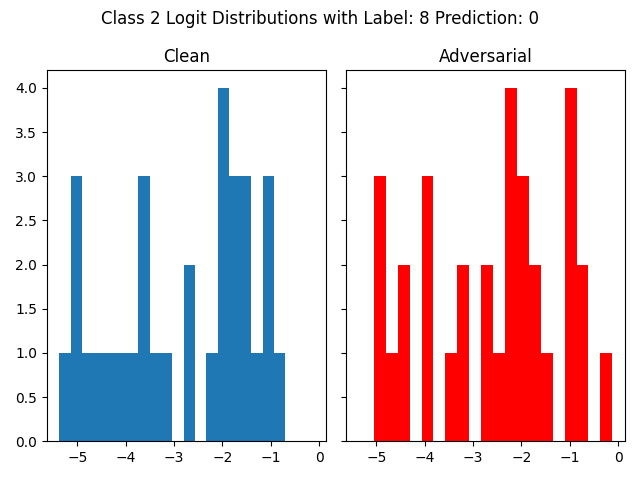 Class 2 Logit Distributions with Label: 8 Prediction: 0
Clean
Adversarial
4.0
3.5
3.0
2.5
2.0
1.5
1.0
0.5
0.0
−5 −4 −3 −2 −1 0
−5 −4 −3 −2 −1 0